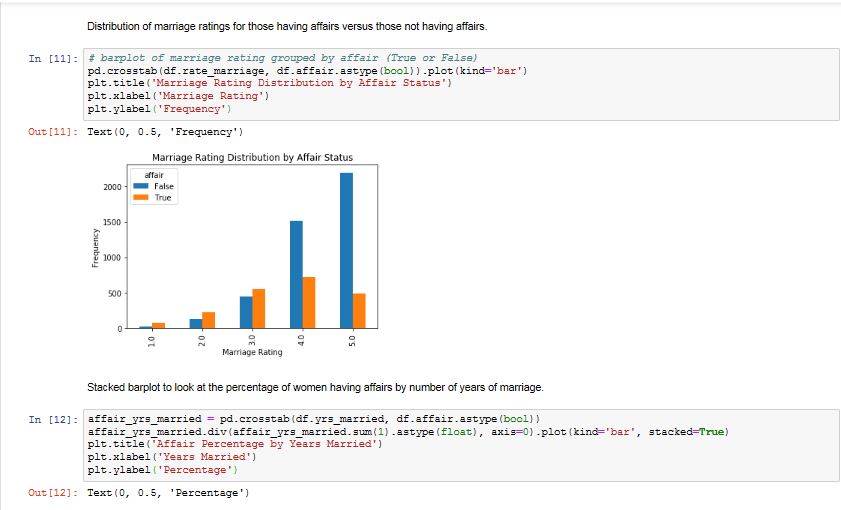 Distribution of marriage ratings for those having affairs versus those not having affairs.
In [11]: # barplot of marriage rating grouped by affair (True or False)
pd.crosstab(df.rate_marriage, df.affair.astype(bool)).plot(kind='bar')
plt.title('Marriage Rating Distribution by Affair Status')
plt.xlabel('Marriage Rating')
plt.ylabel('Frequency')
Out[11]: Text(0, 0.5, 'Frequency')
Marriage Rating Distribution by Affair Status
affair
False
True
2000
1500
1000
500
0
Frequency
1.0 2.0 3.0 4.0 5.0
Marriage Rating
Stacked barplot to look at the percentage of women having affairs by number of years of marriage.
In [12]: affair_yrs_married = pd.crosstab(df.yrs_married, df.affair.astype(bool))
affair_yrs_married.div(affair_yrs_married.sum(1).astype(float), axis=0).plot(kind='bar', stacked=True)
plt.title('Affair Percentage by Years Married')
plt.xlabel('Years Married')
plt.ylabel('Percentage')
Out[12]: Text(0, 0.5, 'Percentage')